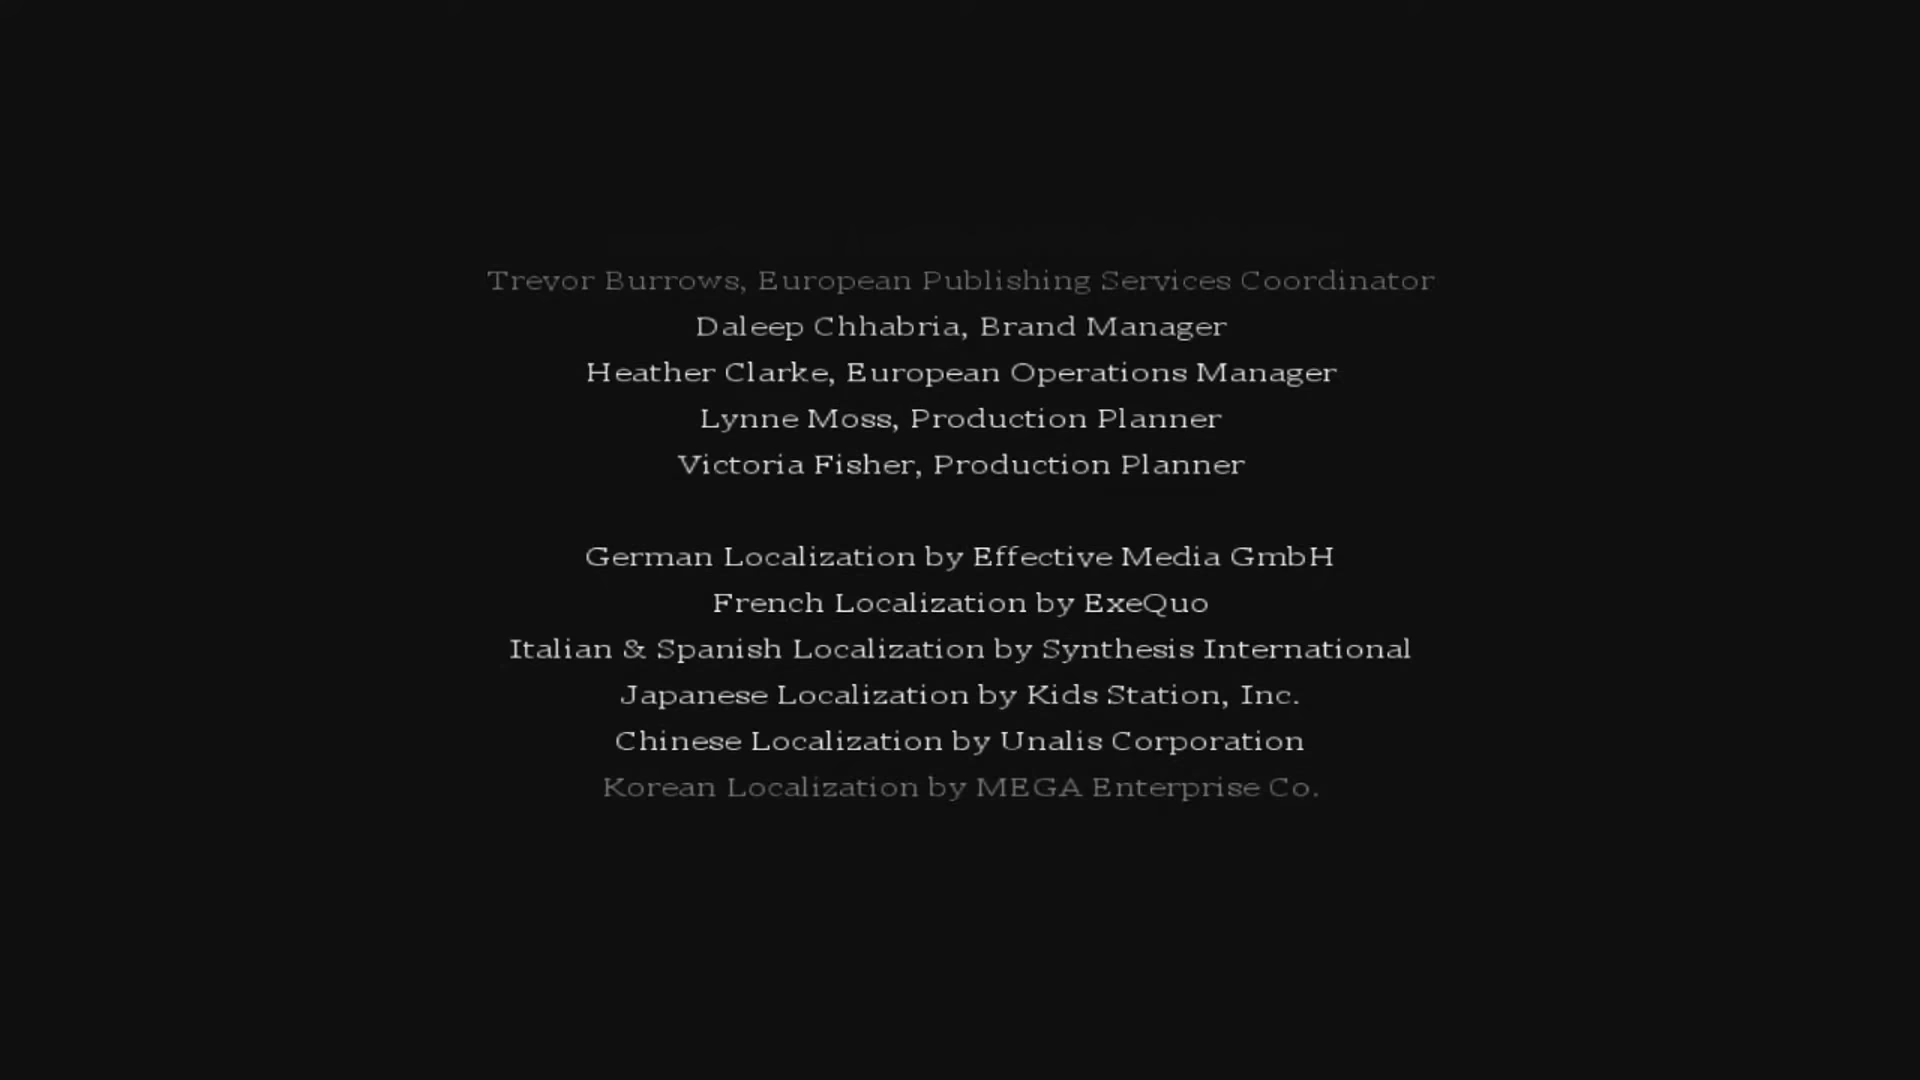 Trevor Burrows, European Publishing Services Coordinator
Daleep Chhabria, Brand Manager
Heather Clarke, European Operations Manager
Lynne Moss, Production Planner
Victoria Fisher, Production Planner
German Localization by Effective Media GmbH
French Localization by ExeQuo
Italian & Spanish Localization by Synthesis International
Japanese Localization by Kids Station, Inc.
Chinese Localization by Unalis Corporation
Korean Localization by MEGA Enterprise Co.